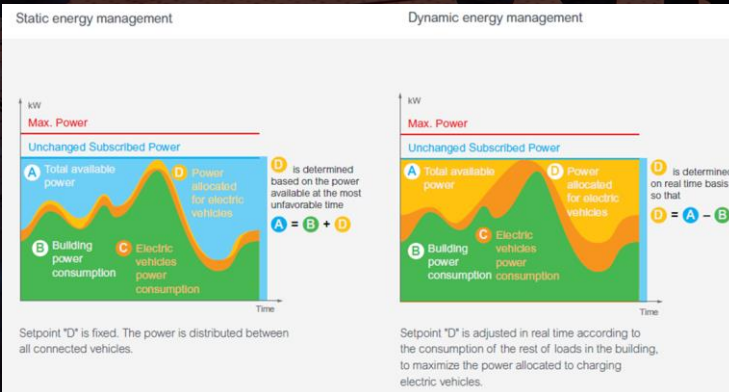 Static energy management
Dynamic energy management
kW
Max. Power
Unchanged Subscribed Power
A Total available
power
D Power
allocated
for electric
vehicles
B Building
power
consumption
C Electric
vehicles
power
consumption
Time
D is determined
based on the power
available at the most
unfavorable time
A = B + D
Setpoint "D" is fixed. The power is distributed between
all connected vehicles.
kW
Max. Power
Unchanged Subscribed Power
A Total available
power
D Power
allocated
for electric
vehicles
B Building
power
consumption
C Electric
vehicles
power
consumption
Time
D is determined
on real time basis
so that
D = A – B
Setpoint "D" is adjusted in real time according to
the consumption of the rest of loads in the building,
to maximize the power allocated to charging
electric vehicles.